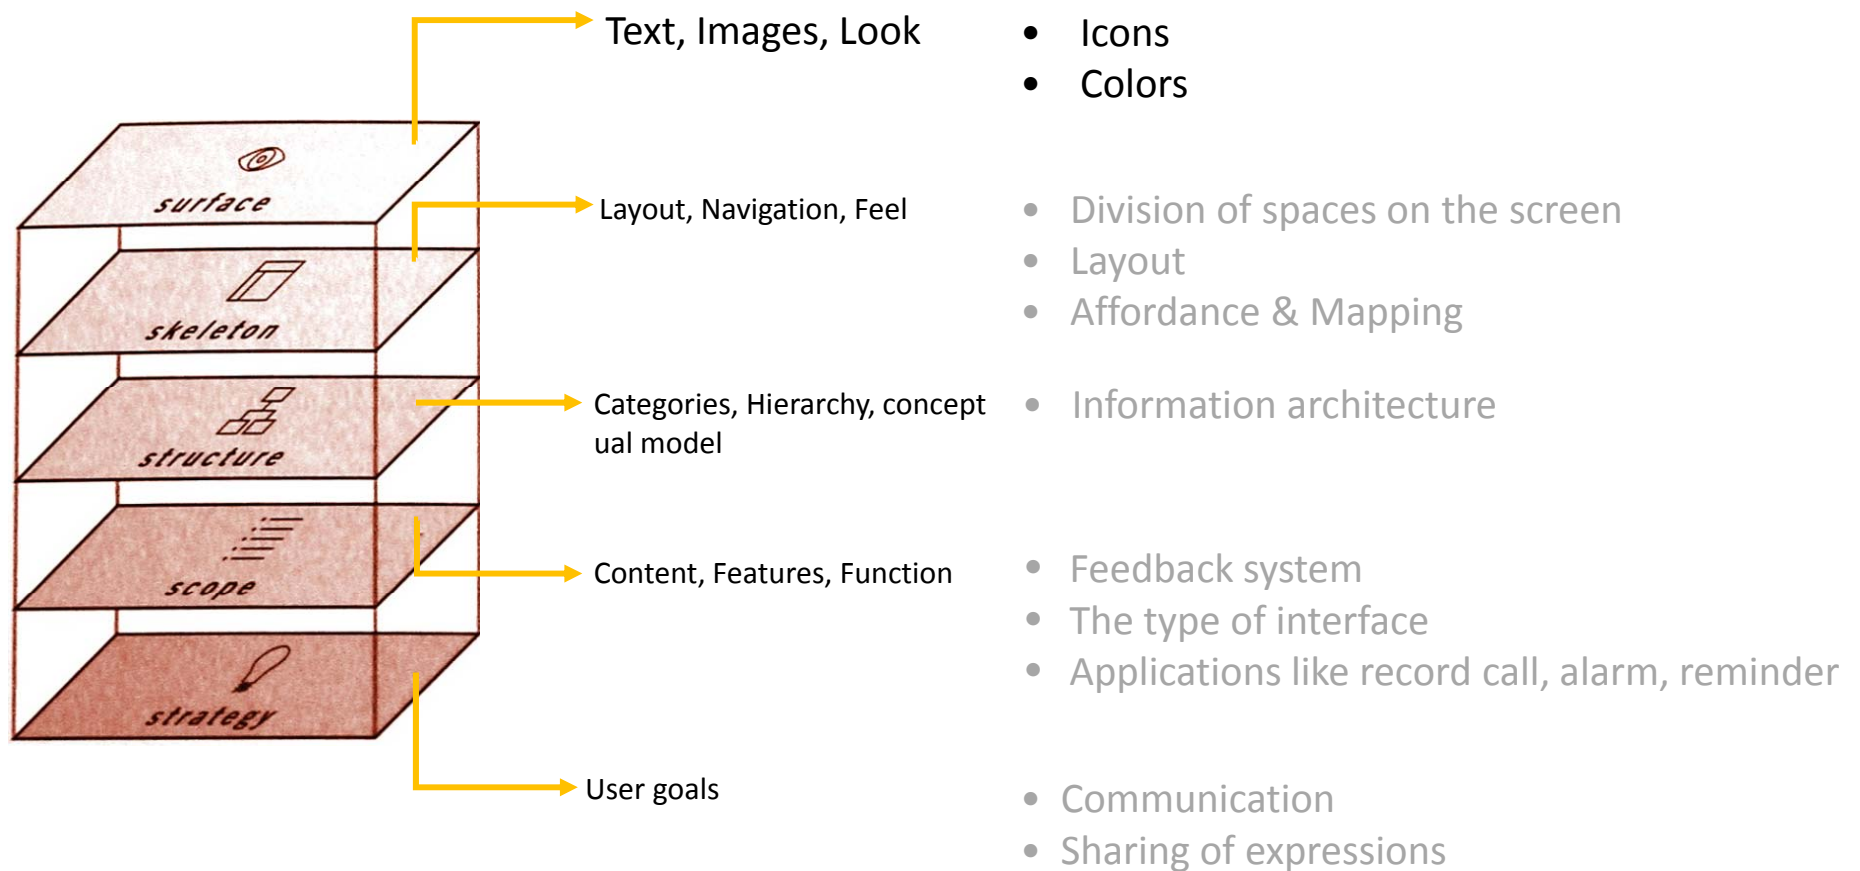 Text, Images, Look
• Icons
• Colors
surface
Layout, Navigation, Feel
• Division of spaces on the screen
• Layout
• Affordance & Mapping
skeleton
Categories, Hierarchy, concept
ual model
• Information architecture
structure
Content, Features, Function
• Feedback system
• The type of interface
• Applications like record call, alarm, reminder
scope
strategy
User goals
• Communication
• Sharing of expressions